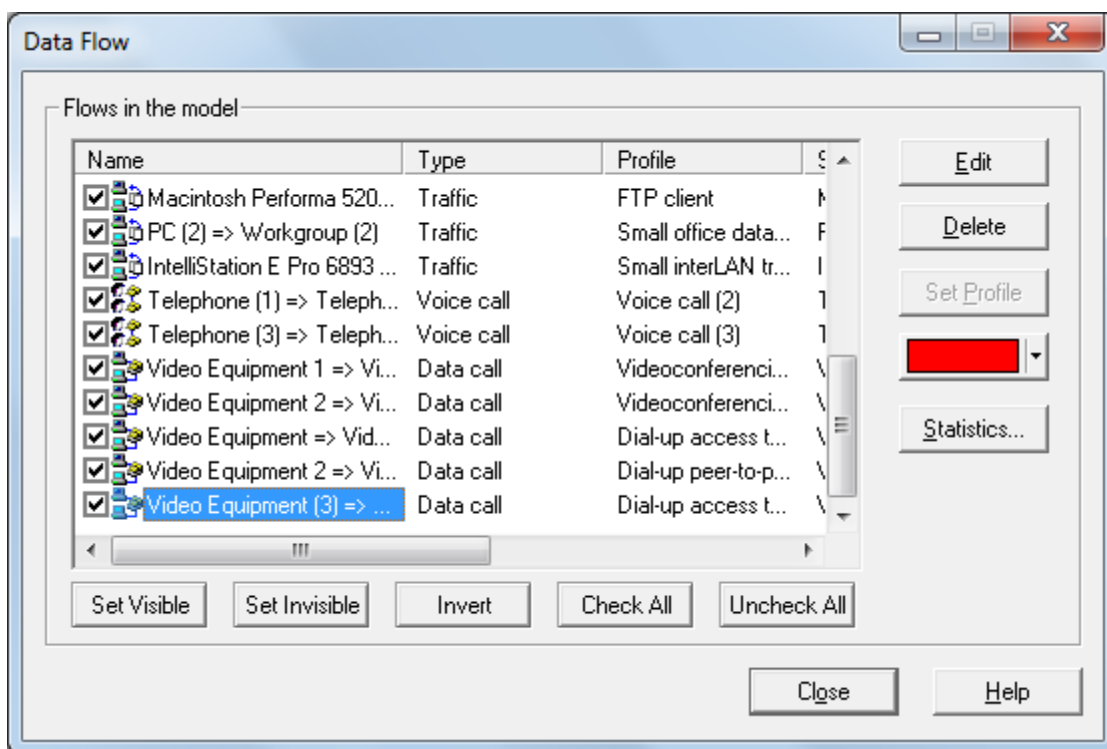 Data Flow
Flows in the model
Name Type Profile
Macintosh Performa 520... Traffic FTP client
PC (2) => Workgroup (2) Traffic Small office data...
IntelliStation E Pro 6893 ... Traffic Small interLAN tr...
Telephone (1) => Teleph... Voice call Voice call (2)
Telephone (3) => Teleph... Voice call Voice call (3)
Video Equipment 1 => Vi... Data call Videoconferenci...
Video Equipment 2 => Vi... Data call Videoconferenci...
Video Equipment => Vid... Data call Dial-up access t...
Video Equipment 2 => Vi... Data call Dial-up peer-to-p...
Video Equipment (3) => ... Data call Dial-up access t...
Edit
Delete
Set Profile
Statistics...
Set Visible Set Invisible Invert Check All Uncheck All
Close Help